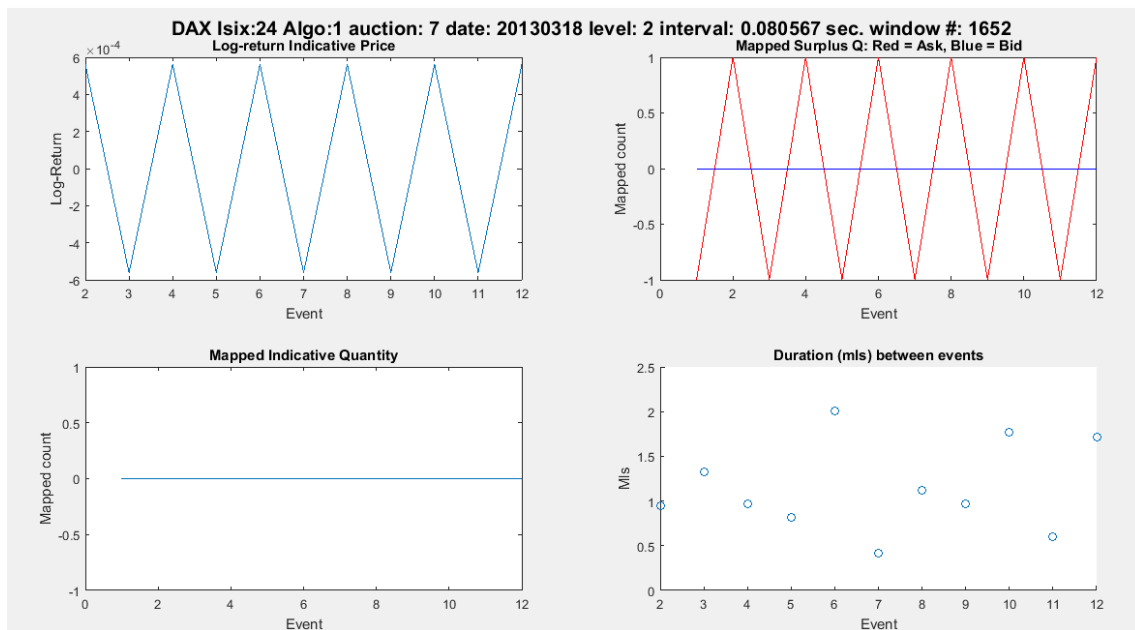 DAX Isix:24 Algo:1 auction: 7 date: 20130318 level: 2 interval: 0.080567 sec. window #: 1652
Log-return Indicative Price
×10⁻⁴
6
4
2
0
-2
-4
-6
Log-Return
2 3 4 5 6 7 8 9 10 11 12
Event
Mapped Surplus Q: Red = Ask, Blue = Bid
1
0.5
0
-0.5
-1
Mapped count
0 2 4 6 8 10 12
Event
Mapped Indicative Quantity
1
0.5
0
-0.5
-1
Mapped count
0 2 4 6 8 10 12
Event
Duration (mls) between events
2.5
2
1.5
1
0.5
0
Mls
2 3 4 5 6 7 8 9 10 11 12
Event